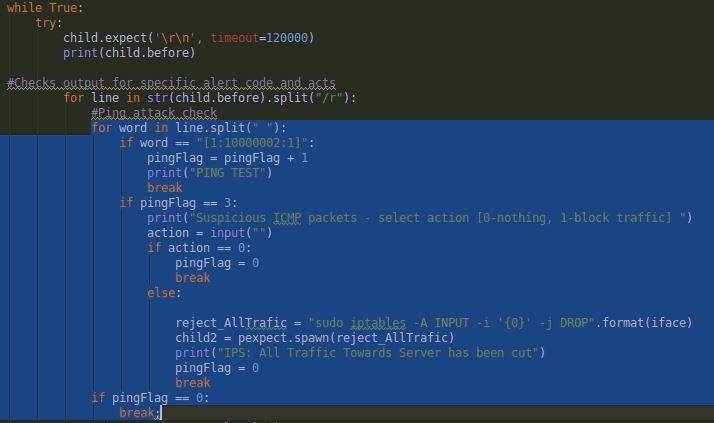 while True:
try:
child.expect('\r\n', timeout=120000)
print(child.before)
#Checks output for specific alert code and acts
for line in str(child.before).split("/r"):
#Ping attack check
for word in line.split(" "):
if word == "[1:10000002:1]":
pingFlag = pingFlag + 1
print("PING TEST")
break
if pingFlag == 3:
print("Suspicious ICMP packets - select action [0-nothing, 1-block traffic] ")
action = input("")
if action == 0:
pingFlag = 0
break
else:
reject_AllTrafic = "sudo iptables -A INPUT -i '{0}' -j DROP".format(iface)
child2 = pexpect.spawn(reject_AllTrafic)
print("IPS: All Traffic Towards Server has been cut")
pingFlag = 0
break
if pingFlag == 0:
break;